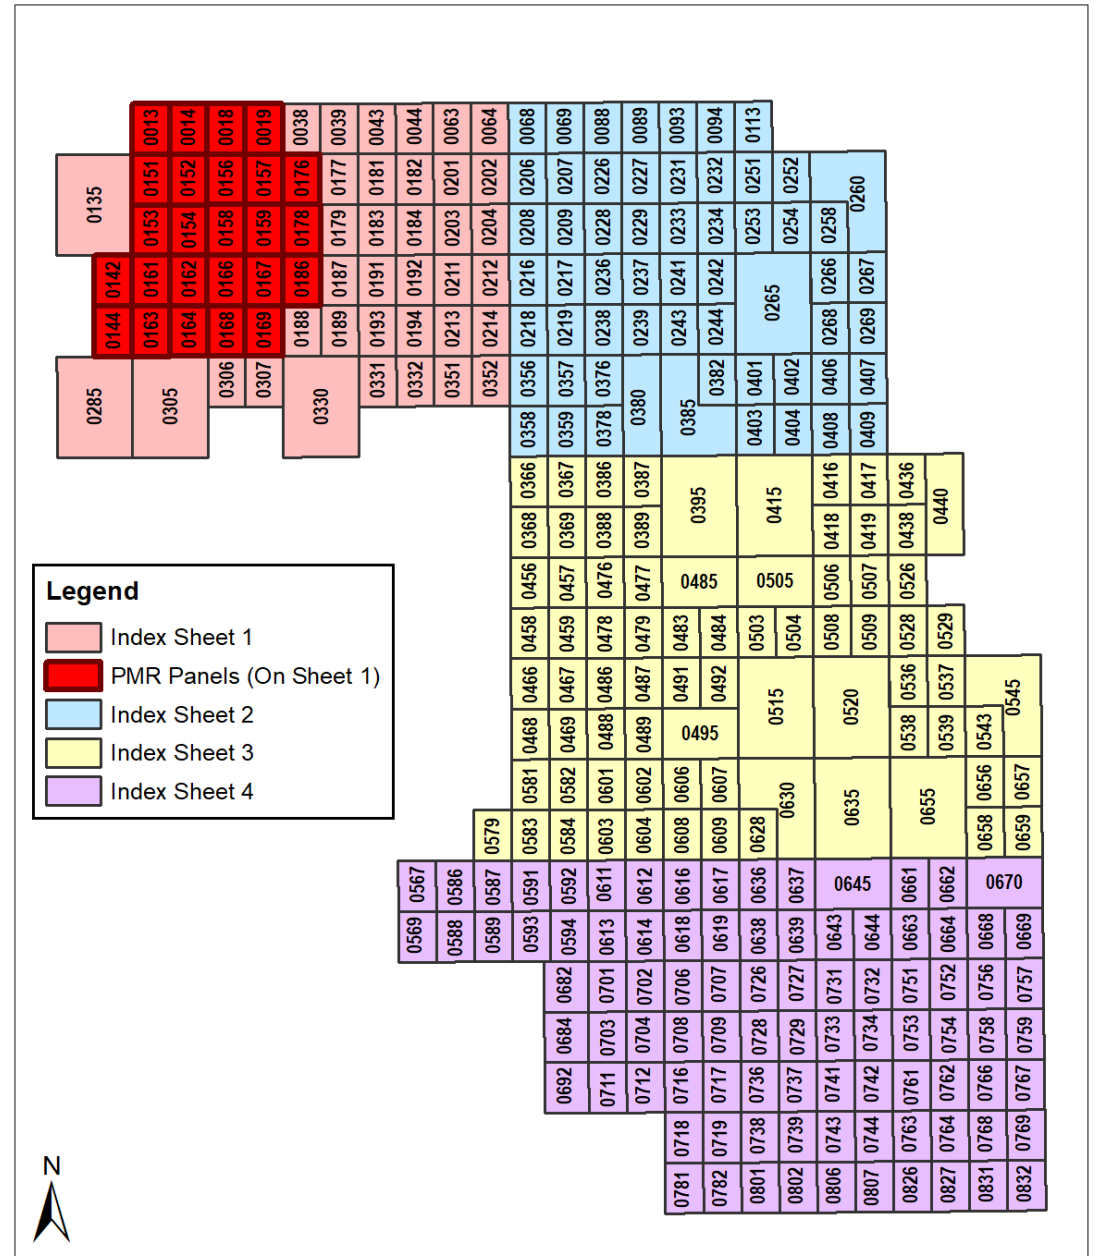 0013 0014 0018 0019 0038 0039 0043 0044 0063 0064 0068 0069 0088 0089 0093 0094 0113
0135 0151 0152 0156 0157 0176 0177 0181 0182 0201 0202 0206 0207 0226 0227 0231 0232 0251 0252 0260
0153 0154 0158 0159 0178 0179 0183 0184 0203 0204 0208 0209 0228 0229 0233 0234 0253 0254 0258
0142 0161 0162 0166 0167 0186 0187 0191 0192 0211 0212 0216 0217 0236 0237 0241 0242 0265 0266 0267
0144 0163 0164 0168 0169 0188 0189 0193 0194 0213 0214 0218 0219 0238 0239 0243 0244 0268 0269
0285 0305 0306 0307 0330 0331 0332 0351 0352 0356 0357 0376 0380 0385 0382 0401 0402 0406 0407
0358 0359 0378 0403 0404 0408 0409
0366 0367 0386 0387 0395 0415 0416 0417 0436 0440
0368 0369 0388 0389 0418 0419 0438
0456 0457 0476 0477 0485 0505 0506 0507 0526
0458 0459 0478 0479 0483 0484 0503 0504 0508 0509 0528 0529
0466 0467 0486 0487 0491 0492 0515 0520 0536 0537 0545
0468 0469 0488 0489 0495 0538 0539 0543
0581 0582 0601 0602 0606 0607 0630 0635 0655 0656 0657
0579 0583 0584 0603 0604 0608 0609 0628 0658 0659
0567 0586 0587 0591 0592 0611 0612 0616 0617 0636 0637 0645 0661 0662 0670
0569 0588 0589 0593 0594 0613 0614 0618 0619 0638 0639 0643 0644 0663 0664 0668 0669
0682 0701 0702 0706 0707 0726 0727 0731 0732 0751 0752 0756 0757
0684 0703 0704 0708 0709 0728 0729 0733 0734 0753 0754 0758 0759
0692 0711 0712 0716 0717 0736 0737 0741 0742 0761 0762 0766 0767
0718 0719 0738 0739 0743 0744 0763 0764 0768 0769
0781 0782 0801 0802 0806 0807 0826 0827 0831 0832
Legend
Index Sheet 1
PMR Panels (On Sheet 1)
Index Sheet 2
Index Sheet 3
Index Sheet 4
N